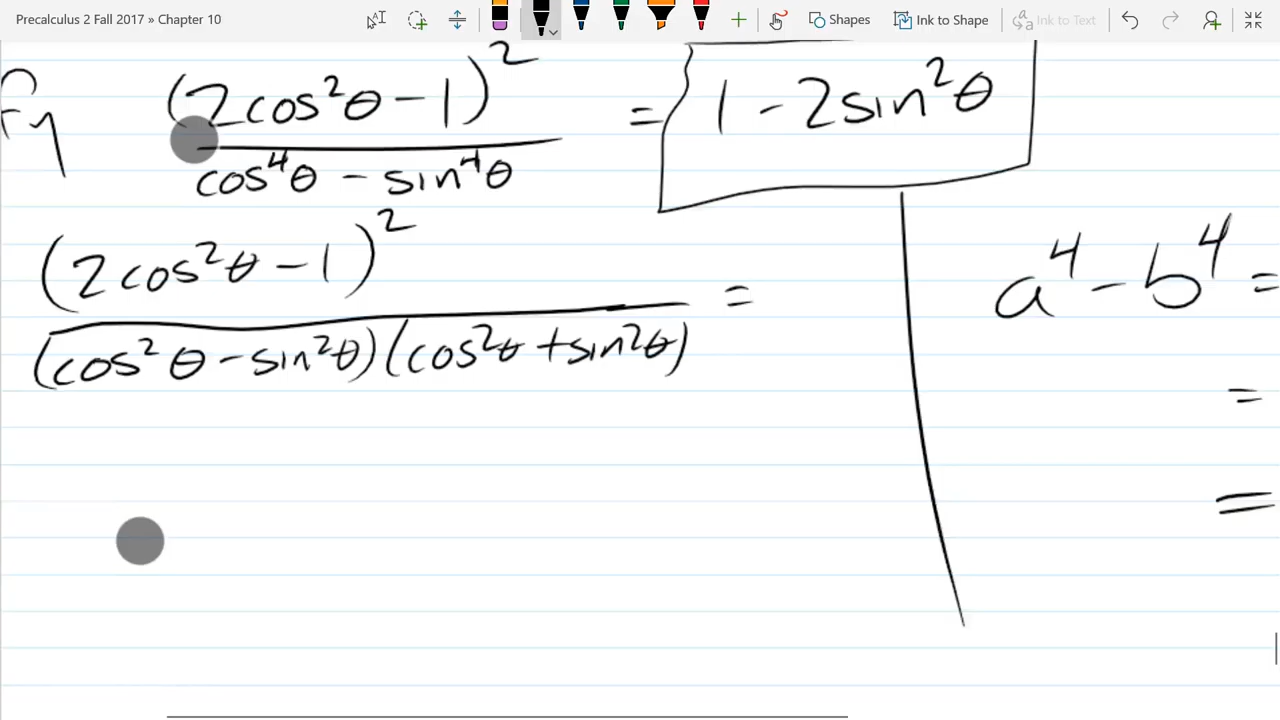 Precalculus 2 Fall 2017 » Chapter 10
Shapes
Ink to Shape
Ink to Text
fy (2cos²θ − 1)² / cos⁴θ − sin⁴θ = 1 − 2sin²θ
(2cos²θ − 1)² / (cos²θ − sin²θ)(cos²θ + sin²θ) =
a⁴ − b⁴ =
=
=